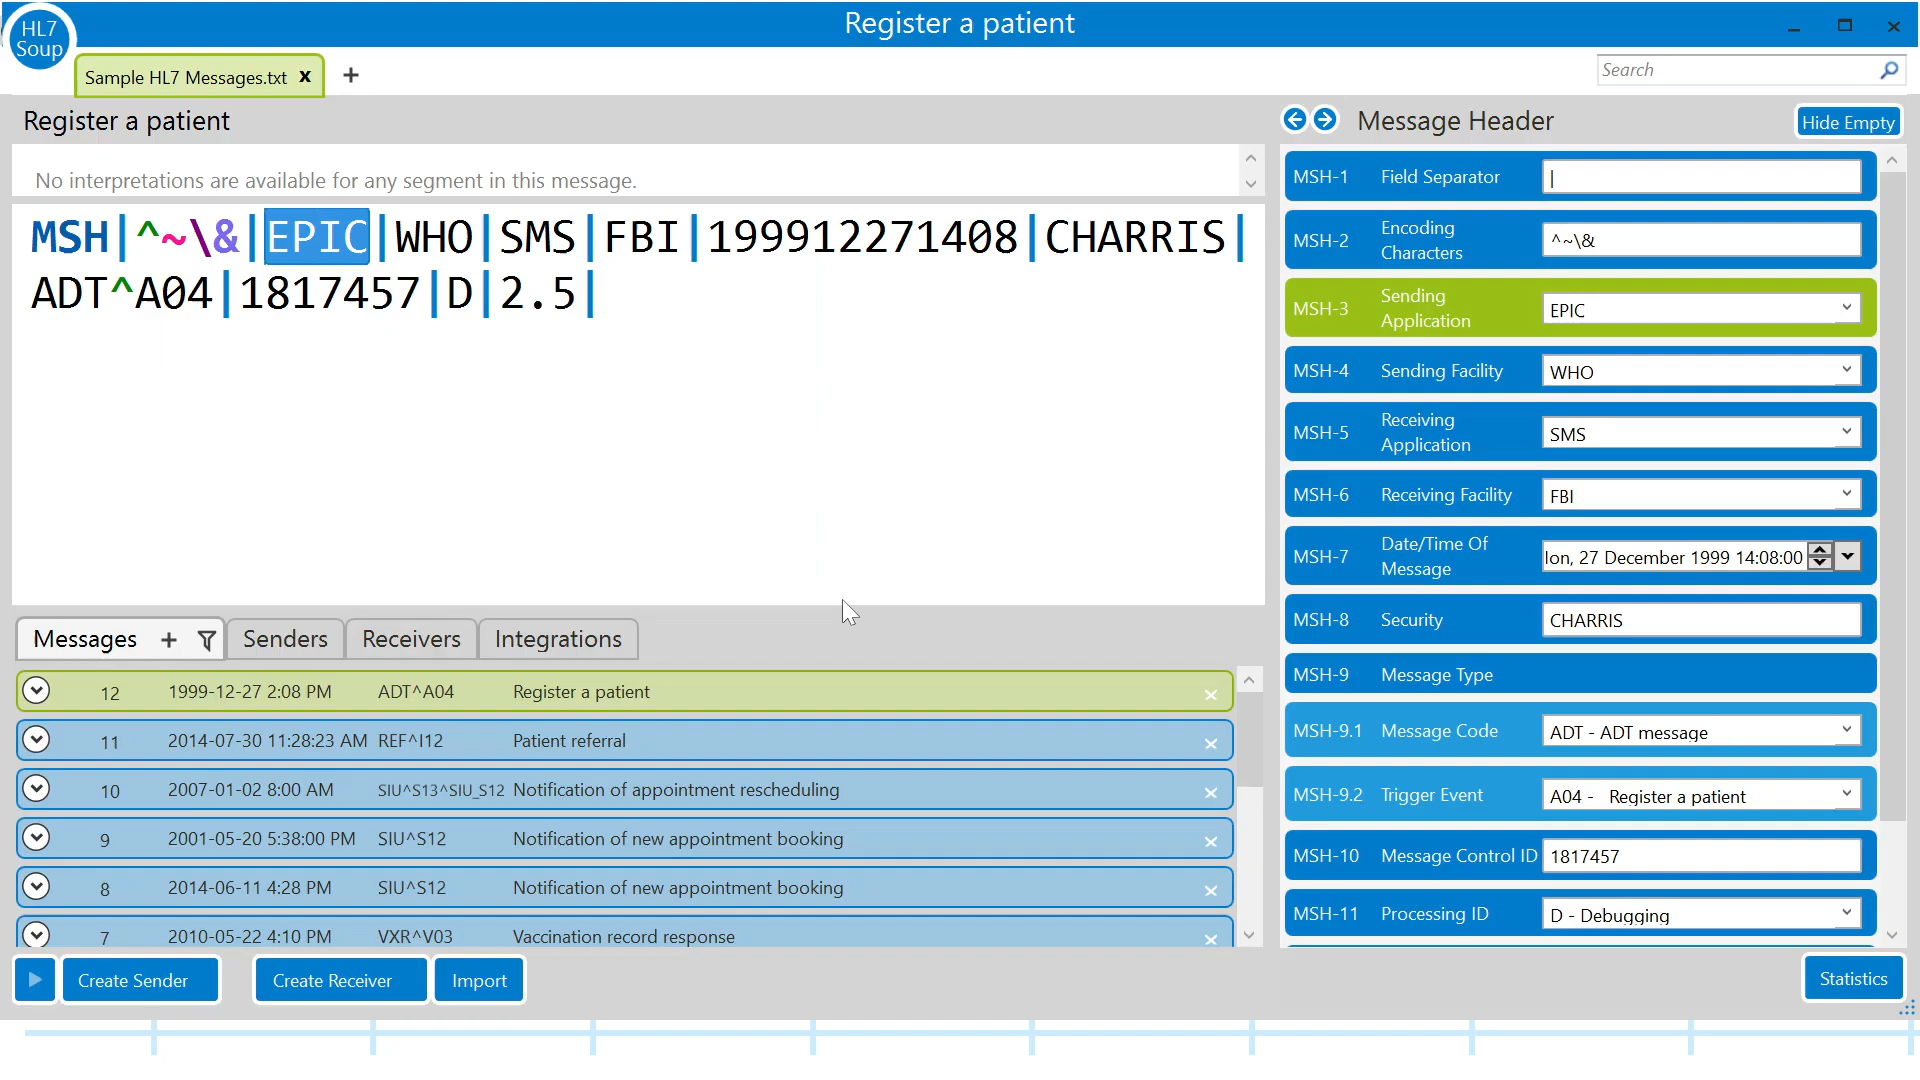 HL7
Soup
Register a patient
Sample HL7 Messages.txt x +
Search
Register a patient
No interpretations are available for any segment in this message.
MSH|^~\&|EPIC|WHO|SMS|FBI|199912271408|CHARRIS|
ADT^A04|1817457|D|2.5|
Message Header
Hide Empty
MSH-1 Field Separator |
MSH-2 Encoding
Characters ^~\&
MSH-3 Sending
Application EPIC
MSH-4 Sending Facility WHO
MSH-5 Receiving
Application SMS
MSH-6 Receiving Facility FBI
MSH-7 Date/Time Of
Message lon, 27 December 1999 14:08:00
MSH-8 Security CHARRIS
MSH-9 Message Type
MSH-9.1 Message Code ADT - ADT message
MSH-9.2 Trigger Event A04 - Register a patient
MSH-10 Message Control ID 1817457
MSH-11 Processing ID D - Debugging
Messages + Senders Receivers Integrations
12 1999-12-27 2:08 PM ADT^A04 Register a patient
11 2014-07-30 11:28:23 AM REF^I12 Patient referral
10 2007-01-02 8:00 AM SIU^S13^SIU_S12 Notification of appointment rescheduling
9 2001-05-20 5:38:00 PM SIU^S12 Notification of new appointment booking
8 2014-06-11 4:28 PM SIU^S12 Notification of new appointment booking
7 2010-05-22 4:10 PM VXR^V03 Vaccination record response
Create Sender Create Receiver Import
Statistics